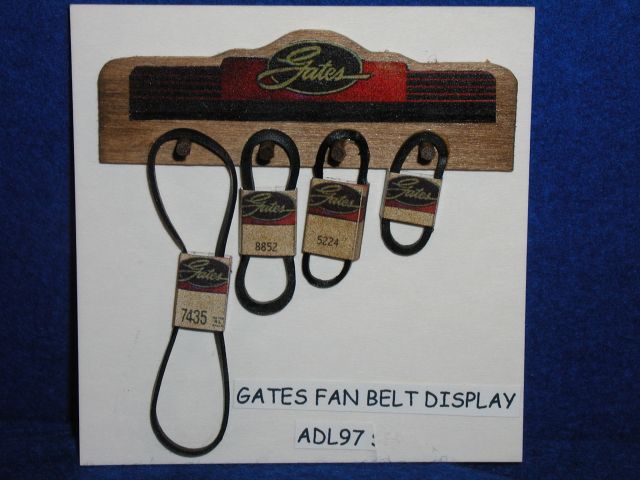 Gates
Gates
Gates
8852
Gates
5224
Gates
7435
GATES FAN BELT DISPLAY
ADL97 :